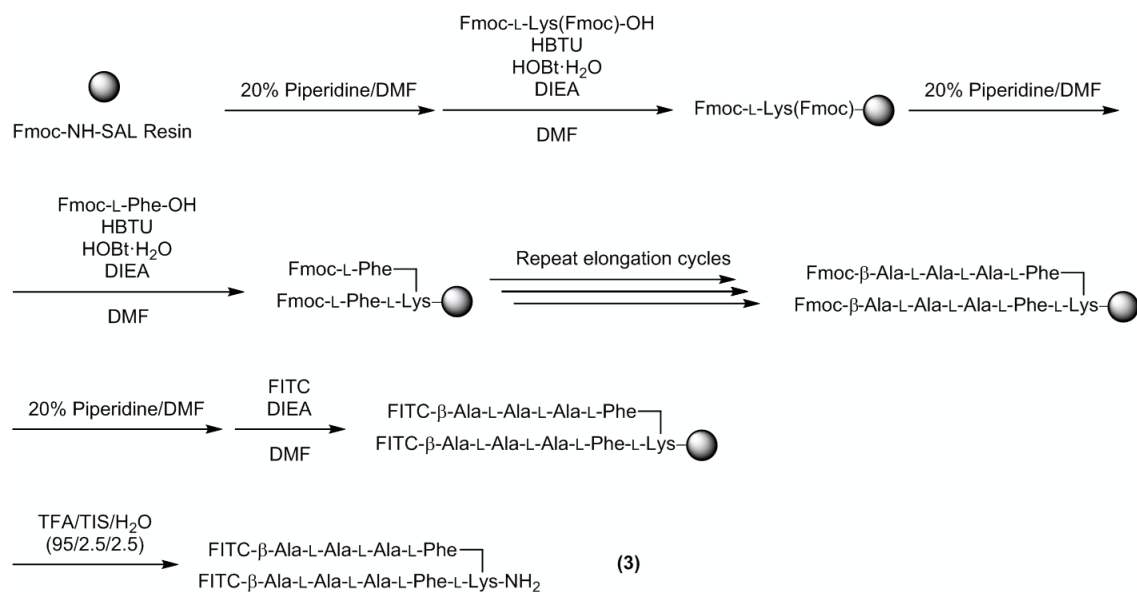 Fmoc-NH-SAL Resin
20% Piperidine/DMF
Fmoc-L-Lys(Fmoc)-OH
HBTU
HOBt·H₂O
DIEA
DMF
Fmoc-L-Lys(Fmoc)
20% Piperidine/DMF
Fmoc-L-Phe-OH
HBTU
HOBt·H₂O
DIEA
DMF
Fmoc-L-Phe
Fmoc-L-Phe-L-Lys
Repeat elongation cycles
Fmoc-β-Ala-L-Ala-L-Ala-L-Phe
Fmoc-β-Ala-L-Ala-L-Ala-L-Phe-L-Lys
20% Piperidine/DMF
FITC
DIEA
DMF
FITC-β-Ala-L-Ala-L-Ala-L-Phe
FITC-β-Ala-L-Ala-L-Ala-L-Phe-L-Lys
TFA/TIS/H₂O
(95/2.5/2.5)
FITC-β-Ala-L-Ala-L-Ala-L-Phe
FITC-β-Ala-L-Ala-L-Ala-L-Phe-L-Lys-NH₂
(3)